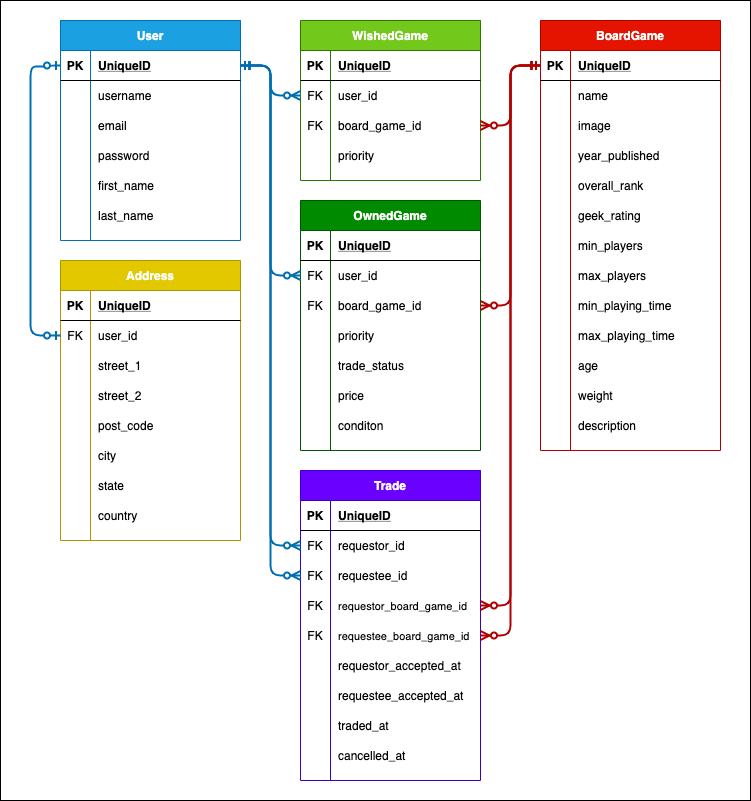 User
PK UniqueID
username
email
password
first_name
last_name
Address
PK UniqueID
FK user_id
street_1
street_2
post_code
city
state
country
WishedGame
PK UniqueID
FK user_id
FK board_game_id
priority
OwnedGame
PK UniqueID
FK user_id
FK board_game_id
priority
trade_status
price
conditon
Trade
PK UniqueID
FK requestor_id
FK requestee_id
FK requestor_board_game_id
FK requestee_board_game_id
requestor_accepted_at
requestee_accepted_at
traded_at
cancelled_at
BoardGame
PK UniqueID
name
image
year_published
overall_rank
geek_rating
min_players
max_players
min_playing_time
max_playing_time
age
weight
description